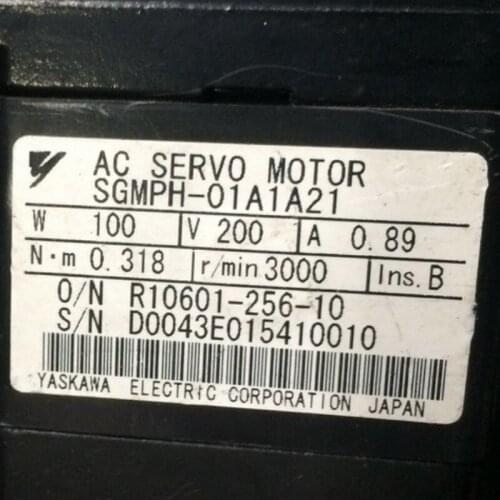 AC SERVO MOTOR
SGMPH-01A1A21
W 100 V 200 A 0.89
N·m 0.318 r/min 3000 Ins. B
O/N R10601-256-10
S/N D0043E015410010
YASKAWA ELECTRIC CORPORATION JAPAN